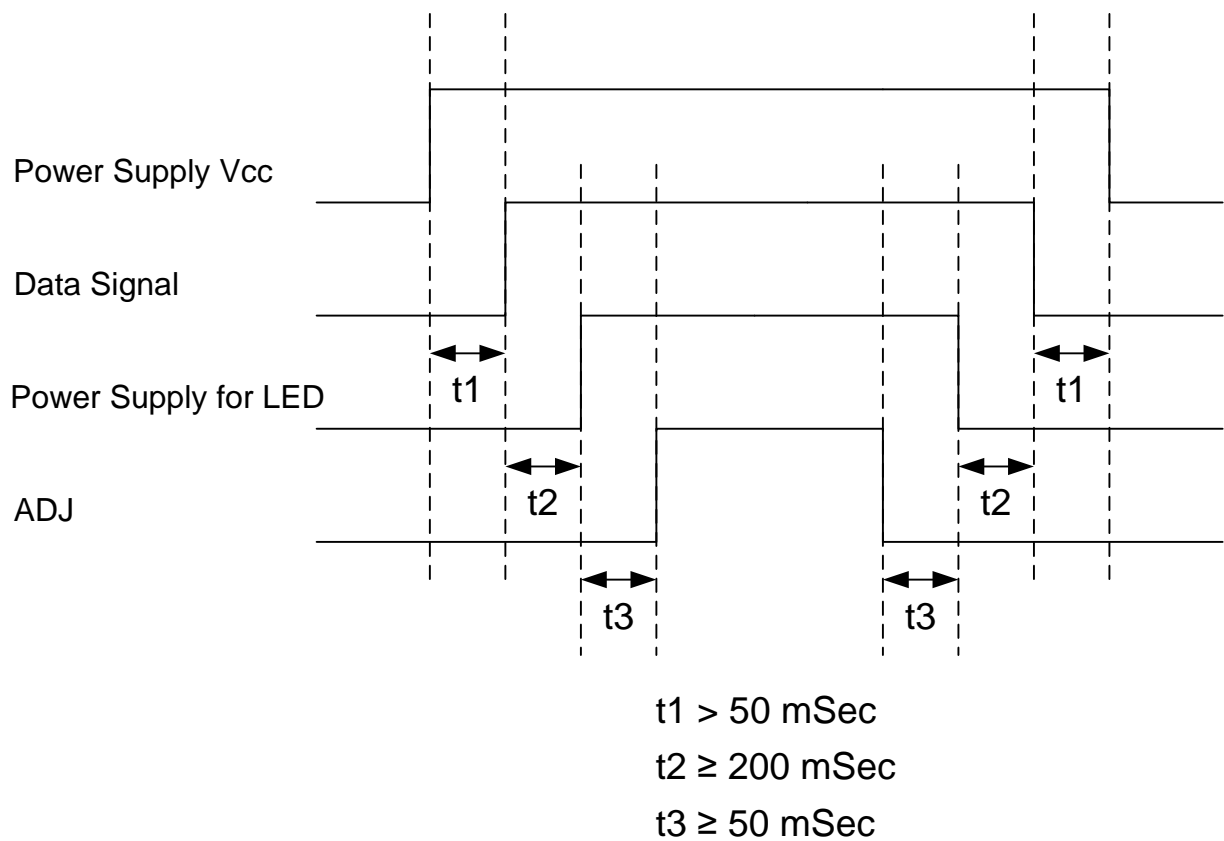 Power Supply Vcc
Data Signal
Power Supply for LED
t1
t1
ADJ
t2
t2
t3
t3
t1 > 50 mSec
t2 ≥ 200 mSec
t3 ≥ 50 mSec